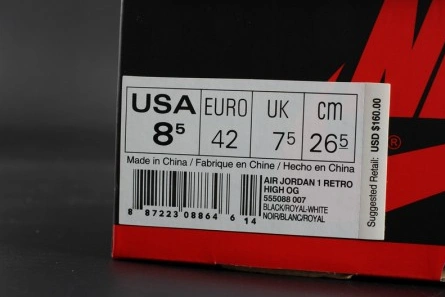 USA EURO UK cm
8⁵ 42 7⁵ 26⁵
Made in China / Fabrique en Chine / Hecho en China
AIR JORDAN 1 RETRO
HIGH OG
555088 007
BLACK/ROYAL-WHITE
NOIR/BLANC/ROYAL
8 87223 08864 6 14
Suggested Retail: USD $160.00
®